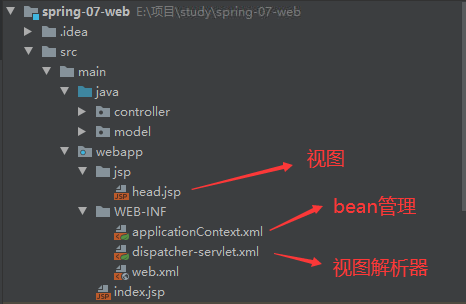 spring-07-web E:\项目\study\spring-07-web
.idea
src
main
java
controller
model
webapp
jsp
视图
head.jsp
WEB-INF
bean管理
applicationContext.xml
dispatcher-servlet.xml
视图解析器
web.xml
index.jsp